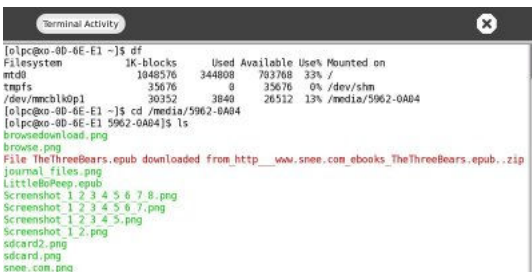 Terminal Activity
[olpc@xo-0D-6E-E1 ~]$ df
Filesystem 1K-blocks Used Available Use% Mounted on
mtd0 1048576 344808 703768 33% /
tmpfs 35676 0 35676 0% /dev/shm
/dev/mmcblk0p1 30352 3840 26512 13% /media/5962-0A04
[olpc@xo-0D-6E-E1 ~]$ cd /media/5962-0A04
[olpc@xo-0D-6E-E1 5962-0A04]$ ls
browsedownload.png
browse.png
File TheThreeBears.epub downloaded from_http___www.snee.com_ebooks_TheThreeBears.epub..zip
journal_files.png
LittleBoPeep.epub
Screenshot_1_2_3_4_5_6_7_8.png
Screenshot_1_2_3_4_5_6_7.png
Screenshot_1_2_3_4_5.png
Screenshot_1_2.png
sdcard2.png
sdcard.png
snee.com.png